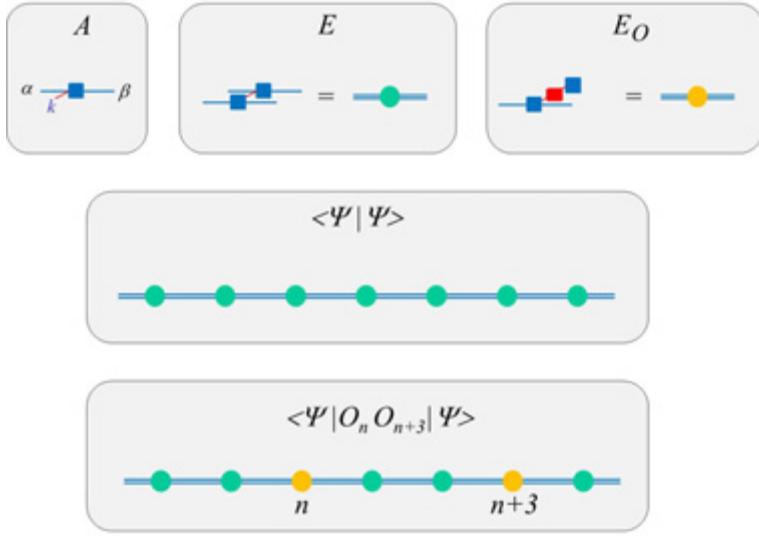 A
E
E_O
α
k
β
=
=
<Ψ|Ψ>
<Ψ|O_n O_{n+3}|Ψ>
n
n+3